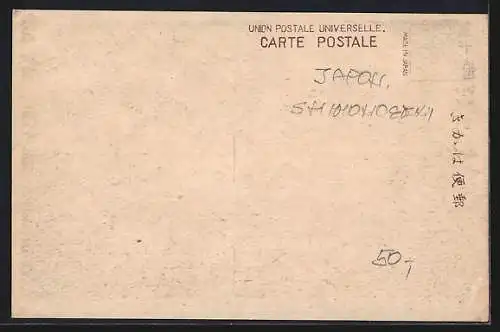 UNION POSTALE UNIVERSELLE.
CARTE POSTALE
MADE IN JAPAN
JAPON.
SHIMONOSEKI
きかは便郵
50,-